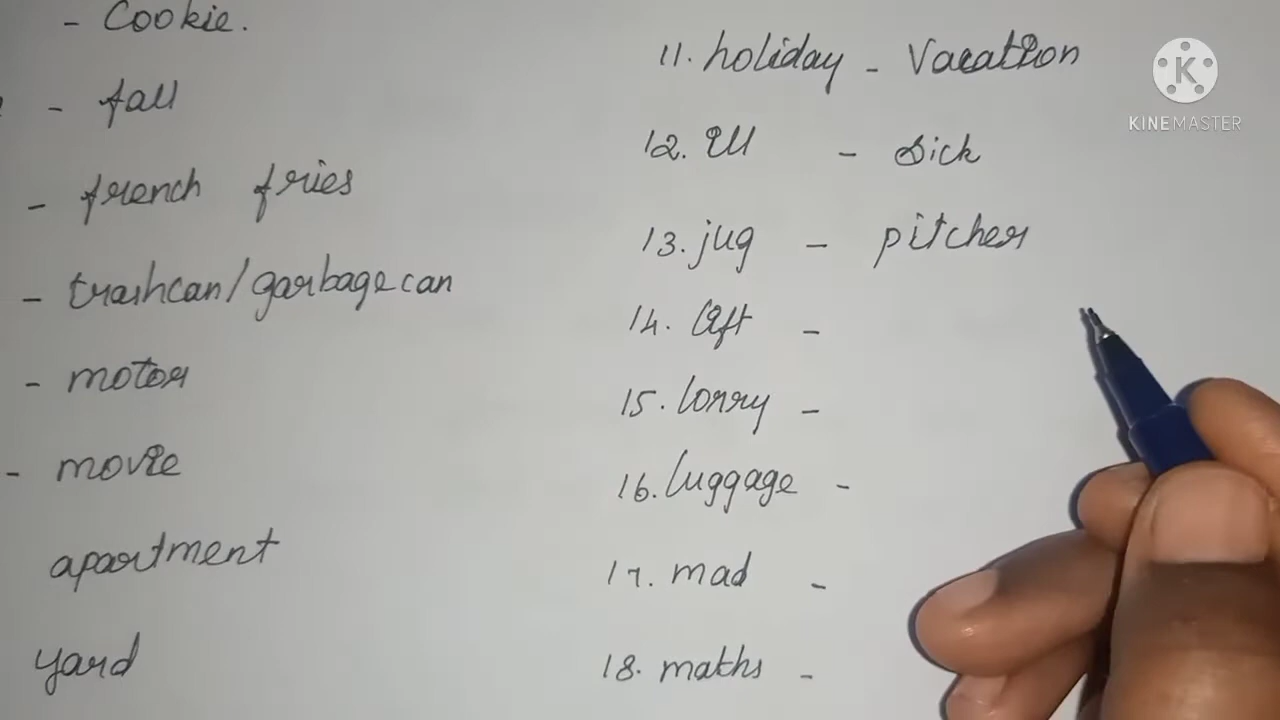 - Cookie.
- fall
- french fries
- trashcan/garbage can
- motor
- movie
apartment
yard
11. holiday - Vacation
12. Ill - Sick
13. jug - pitcher
14. lift -
15. lorry -
16. luggage -
17. mad -
18. maths -
KINEMASTER